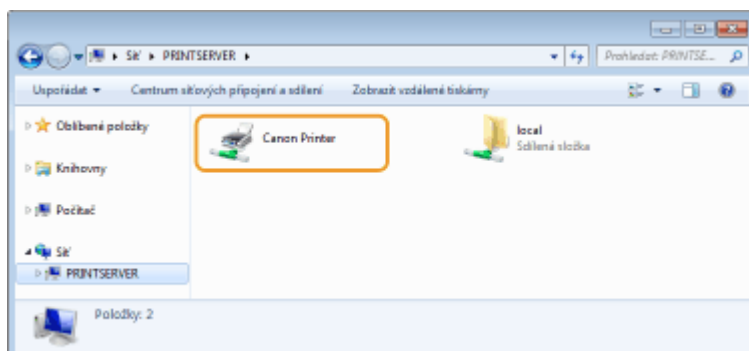 Síť ▸ PRINTSERVER ▸
Prohledat: PRINTSE...
Uspořádat Centrum síťových připojení a sdílení Zobrazit vzdálené tiskárny
Oblíbené položky
Knihovny
Počítač
Síť
PRINTSERVER
Canon Printer
local
Sdílená složka
Položky: 2